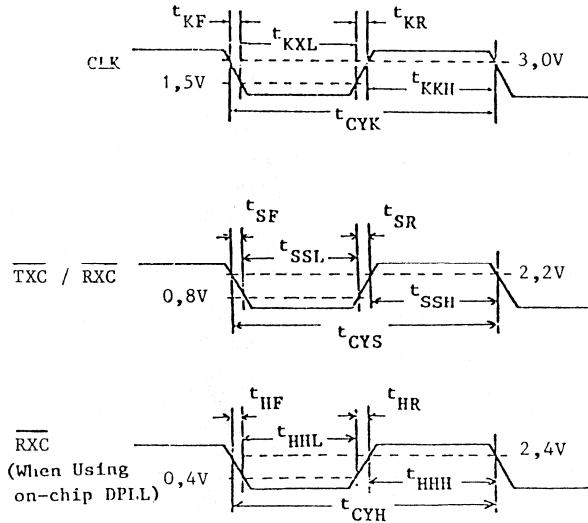 tKF tKR
tKXL
CLK 3,0V
1,5V tKKH
tCYK
tSF tSR
tSSL
TXC / RXC 2,2V
0,8V tSSH
tCYS
tHF tHR
tHHL
RXC 2,4V
(When Using
on-chip DPLL) 0,4V tHHH
tCYH